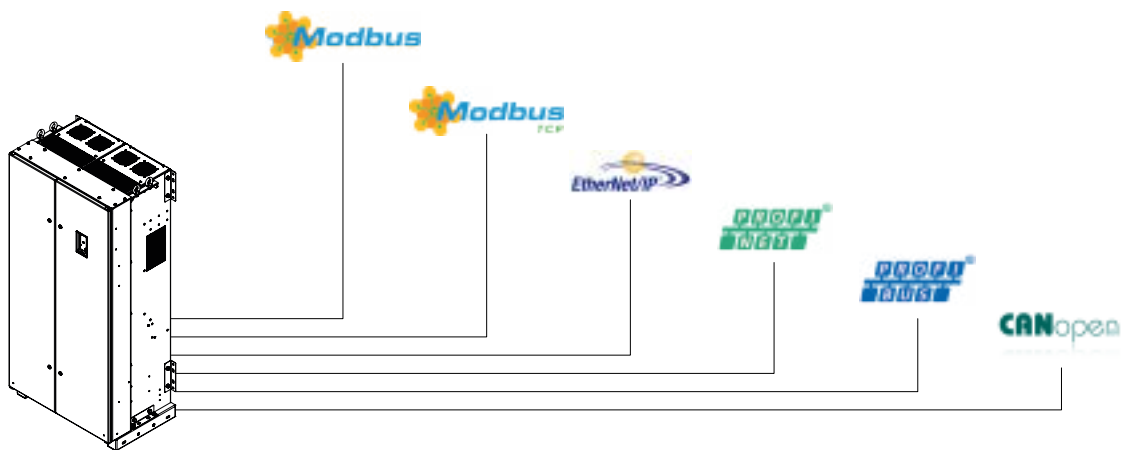 Modbus
Modbus
TCP
EtherNet/IP
PROFI®
NET
PROFI®
BUS
CANopen